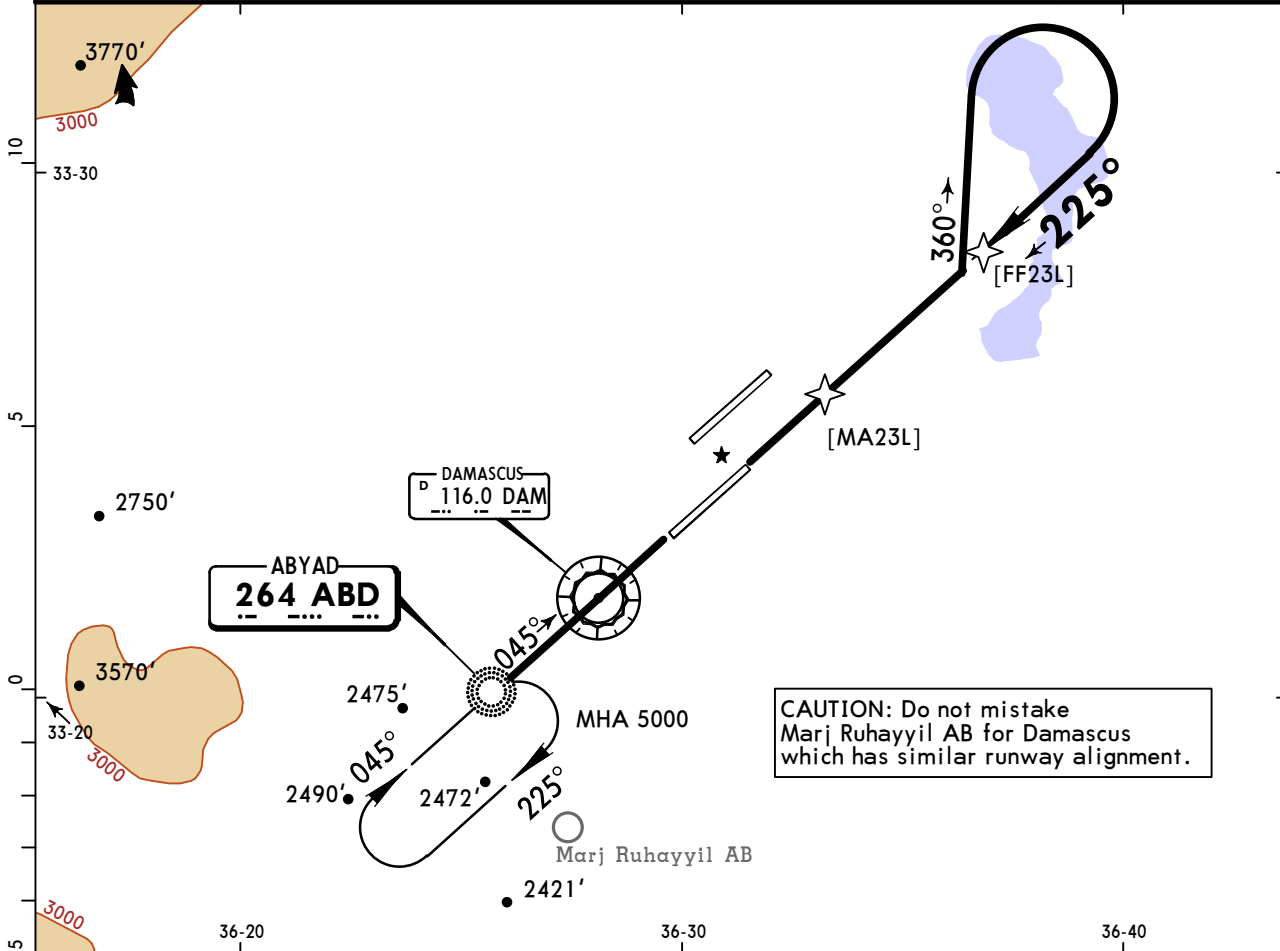 3770′
3000
10
33-30
360°
225°
[FF23L]
5
[MA23L]
DAMASCUS
D 116.0 DAM
2750′
ABYAD
264 ABD
045°
3570′
0
33-20
3000
2475′
MHA 5000
045°
2490′
2472′
225°
CAUTION: Do not mistake
Marj Ruhayyil AB for Damascus
which has similar runway alignment.
Marj Ruhayyil AB
2421′
3000
5
36-20
36-30
36-40